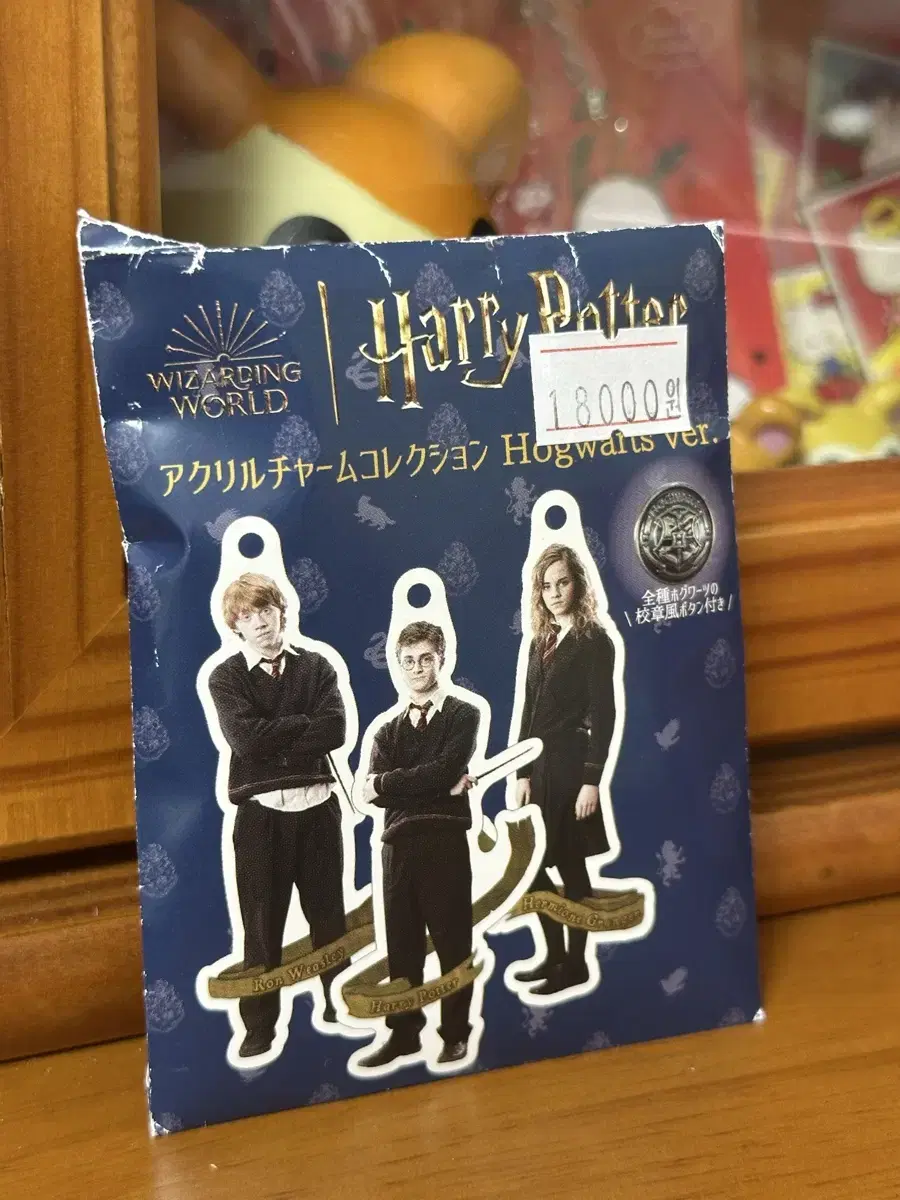 WIZARDING
WORLD
Harry Potter
18000원
アクリルチャームコレクション Hogwarts ver.
全種ホグワーツの
\ 校章風ボタン付き /
Ron Weasley
Harry Potter
Hermione Granger